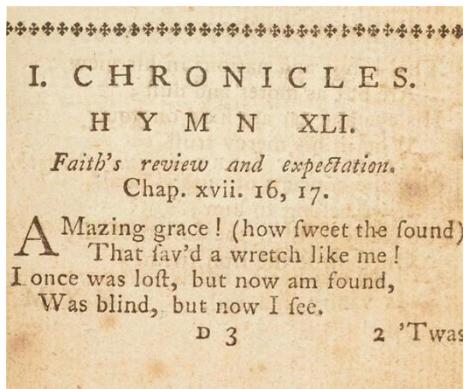 I. CHRONICLES.
HYMN XLI.
Faith's review and expectation.
Chap. xvii. 16, 17.
AMazing grace! (how ſweet the ſound)
That ſav'd a wretch like me!
I once was loſt, but now am found,
Was blind, but now I ſee.
D 3 2 'Twas